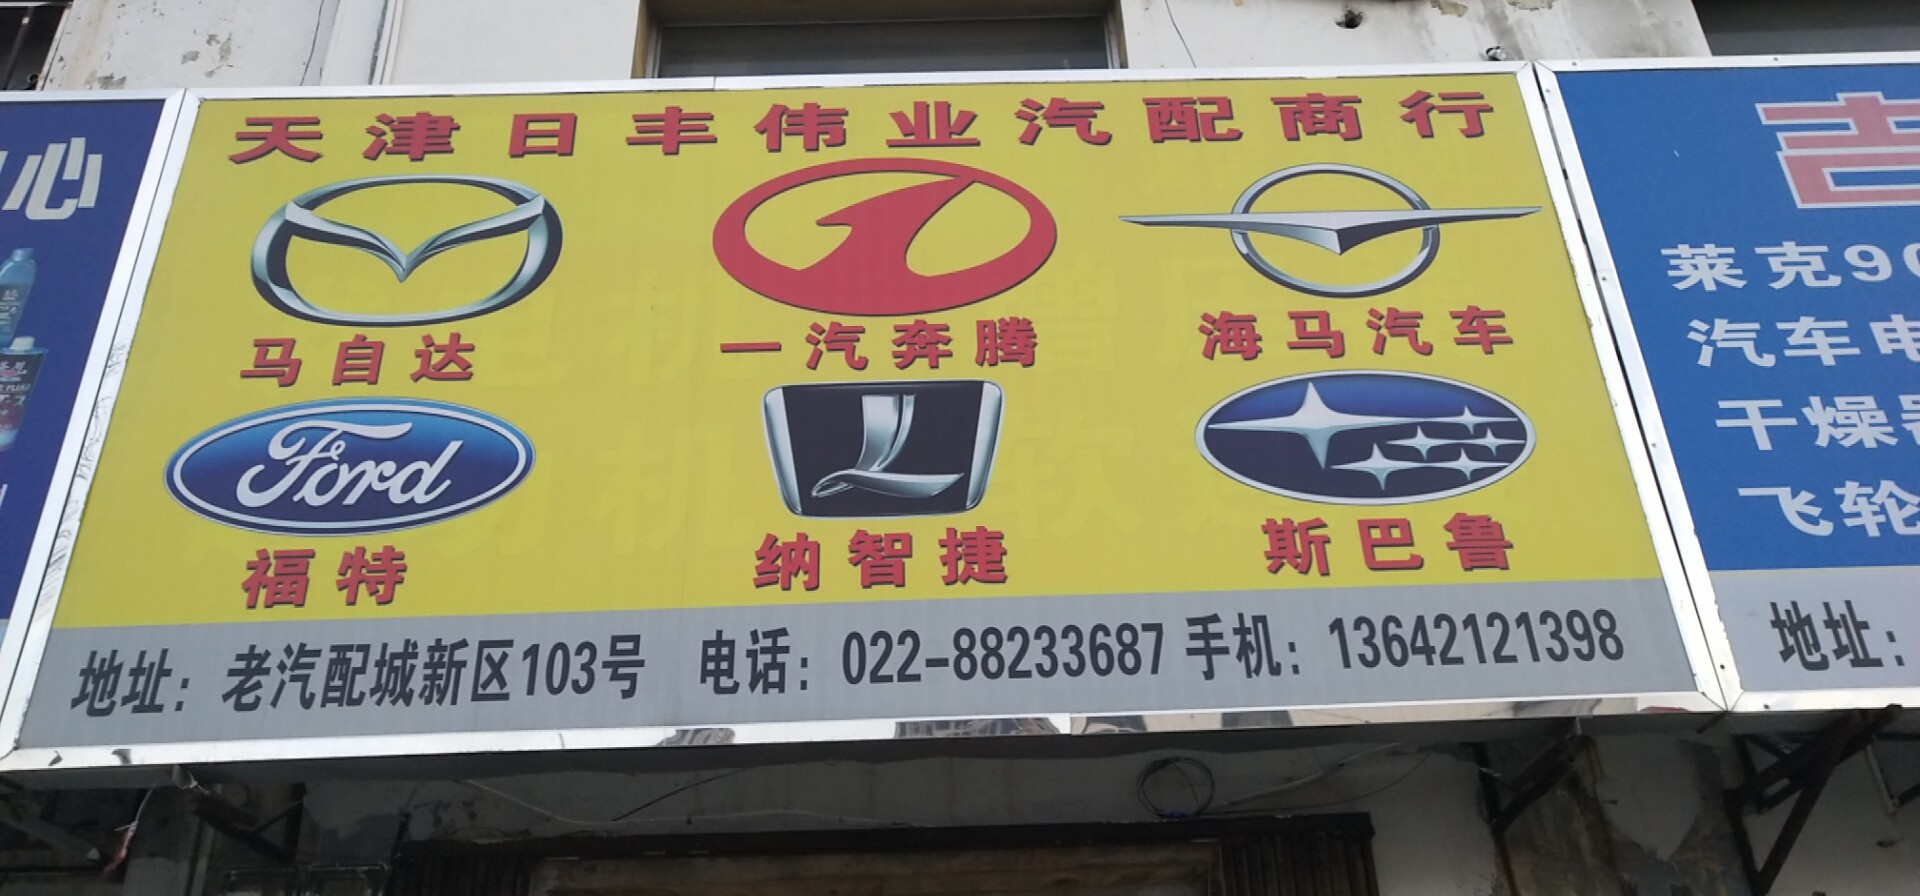 天津日丰伟业汽配商行
马自达 一汽奔腾 海马汽车
Ford
福特 纳智捷 斯巴鲁
地址：老汽配城新区103号 电话：022-88233687 手机：13642121398
心
吉
莱克90
汽车电
干燥器
飞轮
地址：